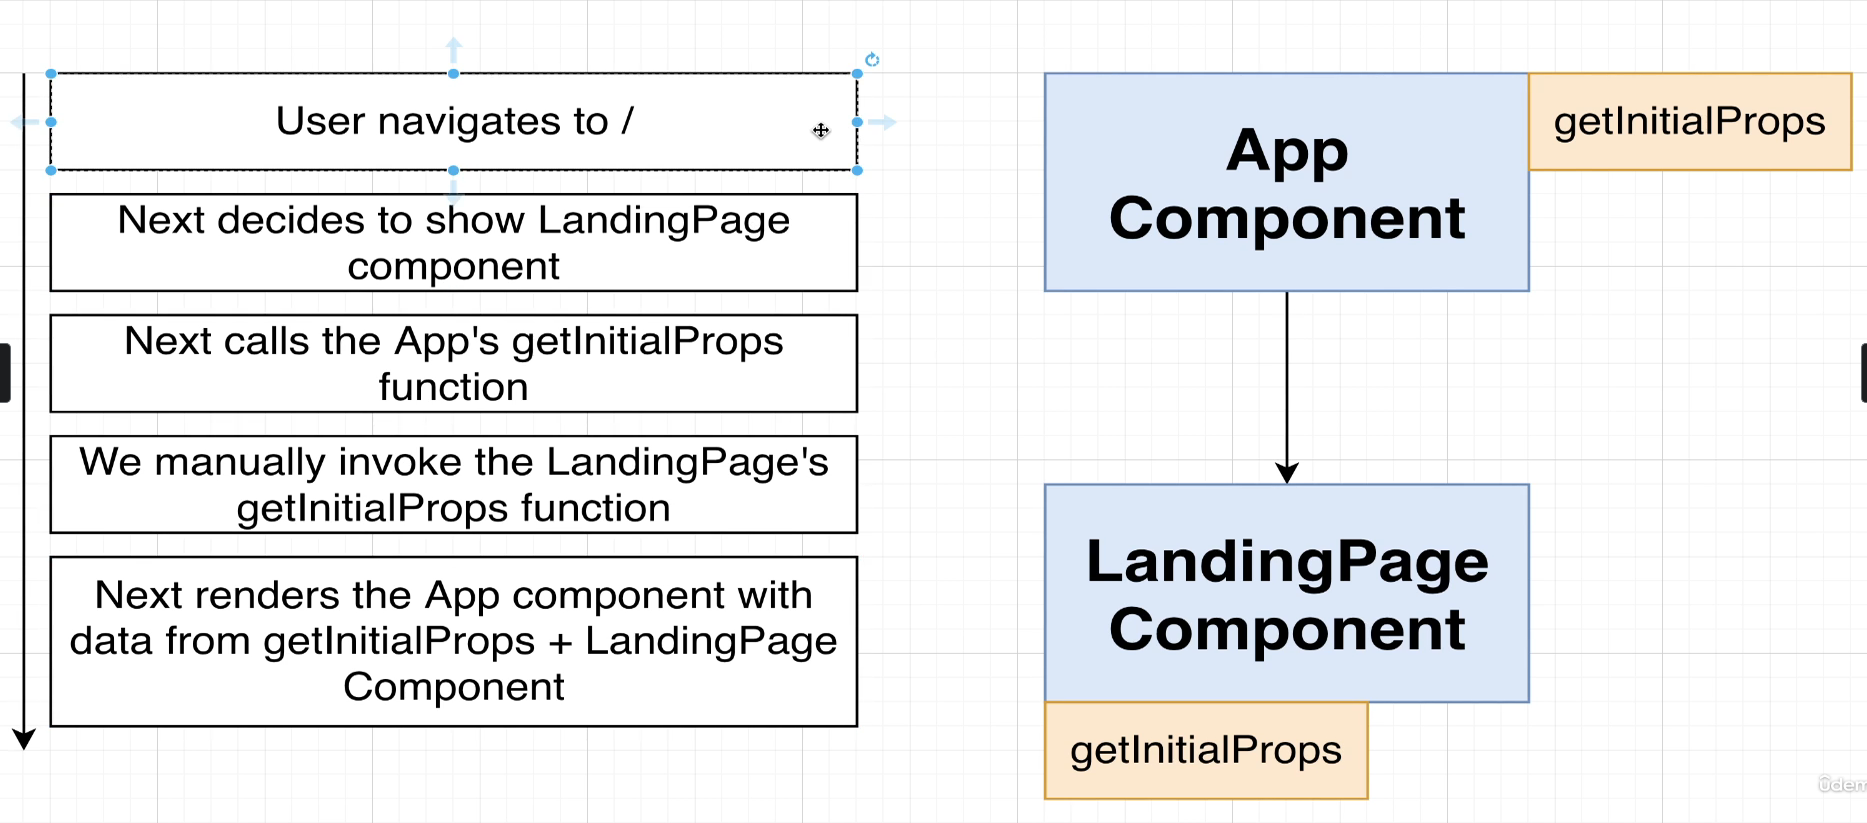 User navigates to /
Next decides to show LandingPage
component
Next calls the App's getInitialProps
function
We manually invoke the LandingPage's
getInitialProps function
Next renders the App component with
data from getInitialProps + LandingPage
Component
App
Component
getInitialProps
LandingPage
Component
getInitialProps